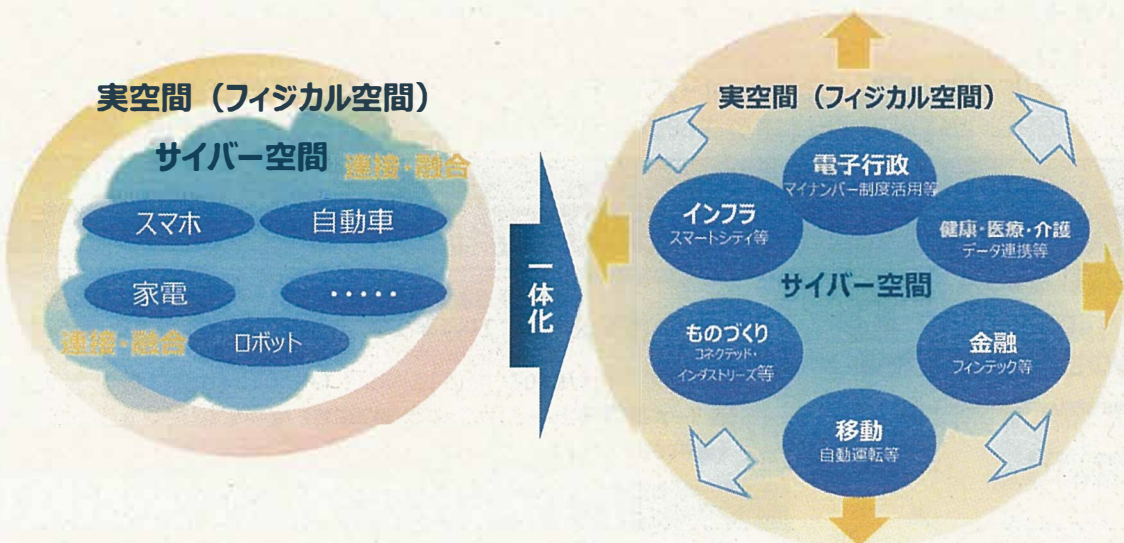 実空間（フィジカル空間）
サイバー空間
連接・融合
スマホ
自動車
家電
・・・・・
連接・融合
ロボット
一体化
実空間（フィジカル空間）
電子行政
マイナンバー制度活用等
インフラ
スマートシティ等
健康・医療・介護
データ連携等
サイバー空間
ものづくり
コネクテッド・
インダストリーズ等
金融
フィンテック等
移動
自動運転等